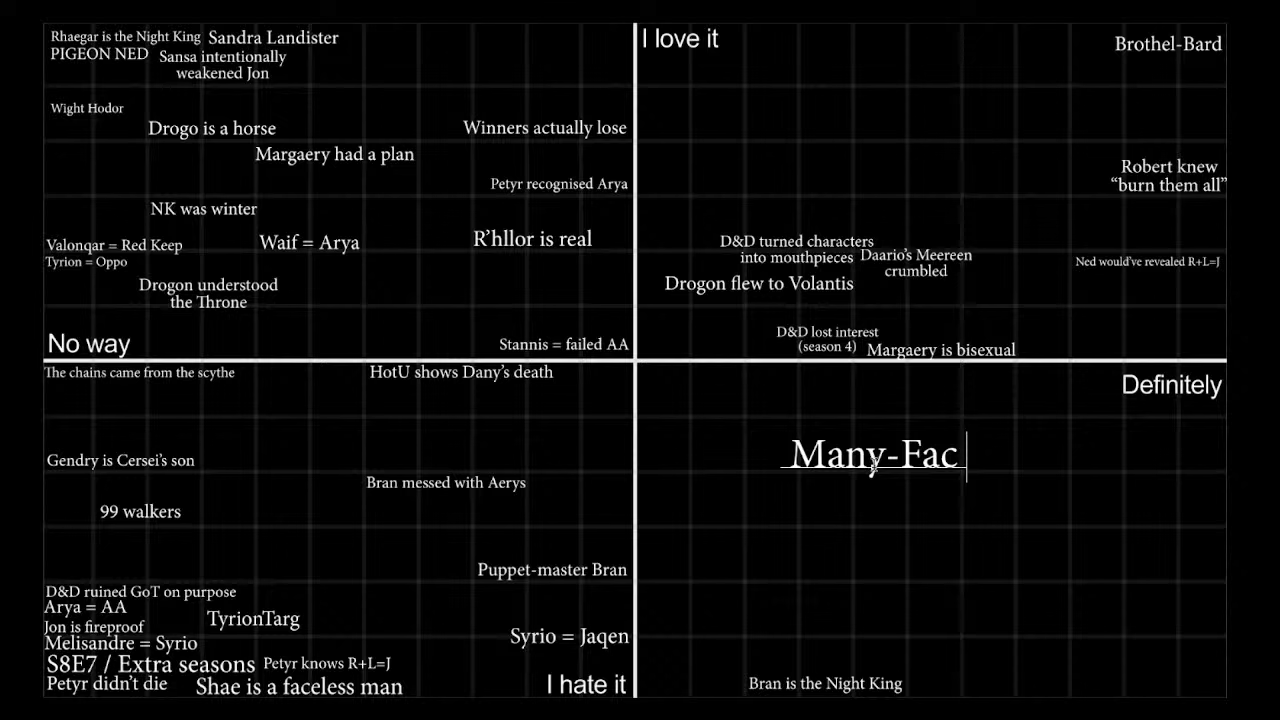 Rhaegar is the Night King
Sandra Landister
PIGEON NED
Sansa intentionally
weakened Jon
Wight Hodor
Drogo is a horse
Winners actually lose
Margaery had a plan
Petyr recognised Arya
NK was winter
Valonqar = Red Keep
Waif = Arya
R’hllor is real
Tyrion = Oppo
Drogon understood
the Throne
No way
Stannis = failed AA
I love it
Brothel-Bard
Robert knew
“burn them all”
D&D turned characters
into mouthpieces
Daario’s Meereen
crumbled
Ned would’ve revealed R+L=J
Drogon flew to Volantis
D&D lost interest
(season 4)
Margaery is bisexual
The chains came from the scythe
HotU shows Dany’s death
Gendry is Cersei’s son
Bran messed with Aerys
99 walkers
Puppet-master Bran
D&D ruined GoT on purpose
Arya = AA
TyrionTarg
Jon is fireproof
Melisandre = Syrio
Syrio = Jaqen
S8E7 / Extra seasons
Petyr knows R+L=J
Petyr didn’t die
Shae is a faceless man
I hate it
Definitely
Many-Fac
Bran is the Night King